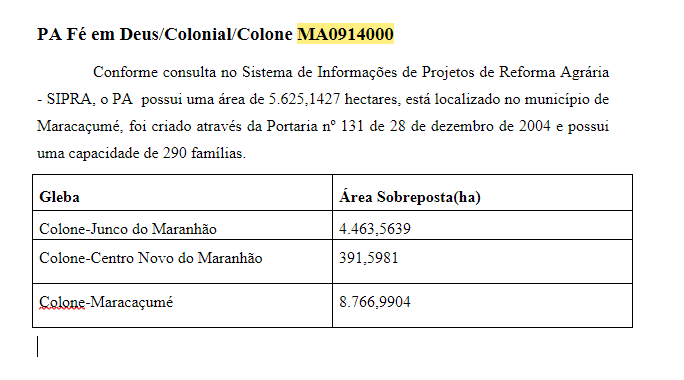 PA Fé em Deus/Colonial/Colone MA0914000
Conforme consulta no Sistema de Informações de Projetos de Reforma Agrária
- SIPRA, o PA possui uma área de 5.625,1427 hectares, está localizado no município de
Maracaçumé, foi criado através da Portaria nº 131 de 28 de dezembro de 2004 e possui
uma capacidade de 290 famílias.
Gleba Área Sobreposta(ha)
Colone-Junco do Maranhão 4.463,5639
Colone-Centro Novo do Maranhão 391,5981
Colone-Maracaçumé 8.766,9904